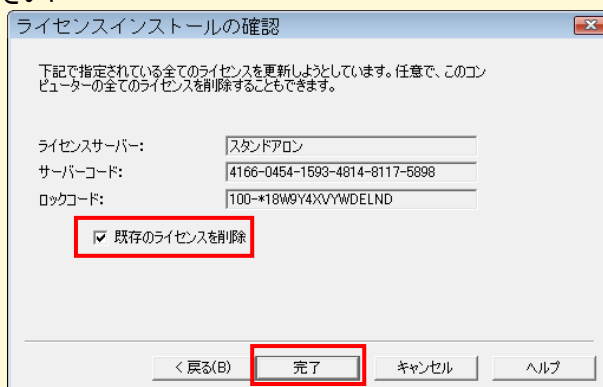 ライセンスインストールの確認
下記で指定されている全てのライセンスを更新しようとしています。任意で、このコン
ピューターの全てのライセンスを削除することもできます。
ライセンスサーバー: スタンドアロン
サーバーコード: 4166-0454-1593-4814-8117-5898
ロックコード: 100-*18W9Y4XVYWDELND
既存のライセンスを削除
< 戻る(B) 完了 キャンセル ヘルプ